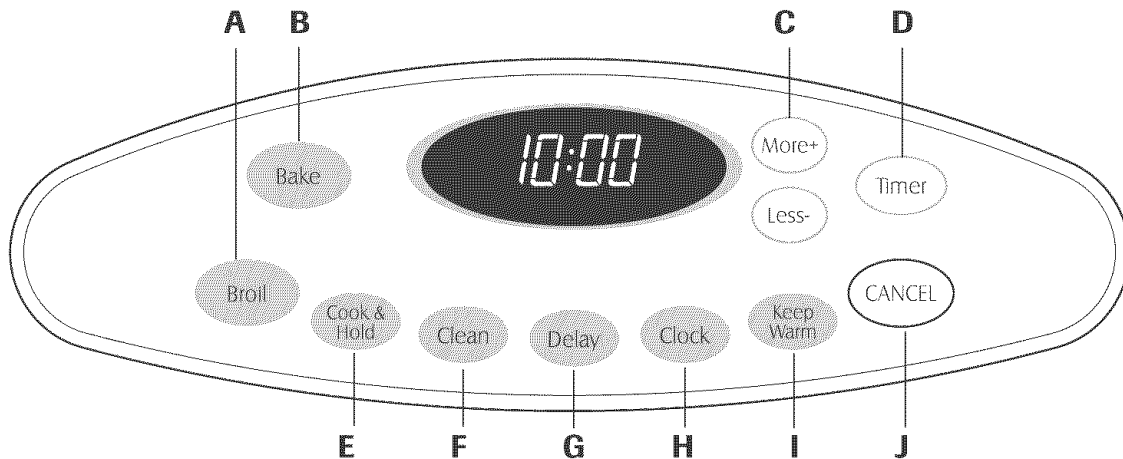 A B C D
10:00
More+
Bake
Timer
Less-
Broil
CANCEL
Cook &
Hold
Clean
Delay
Clock
Keep
Warm
E F G H I J